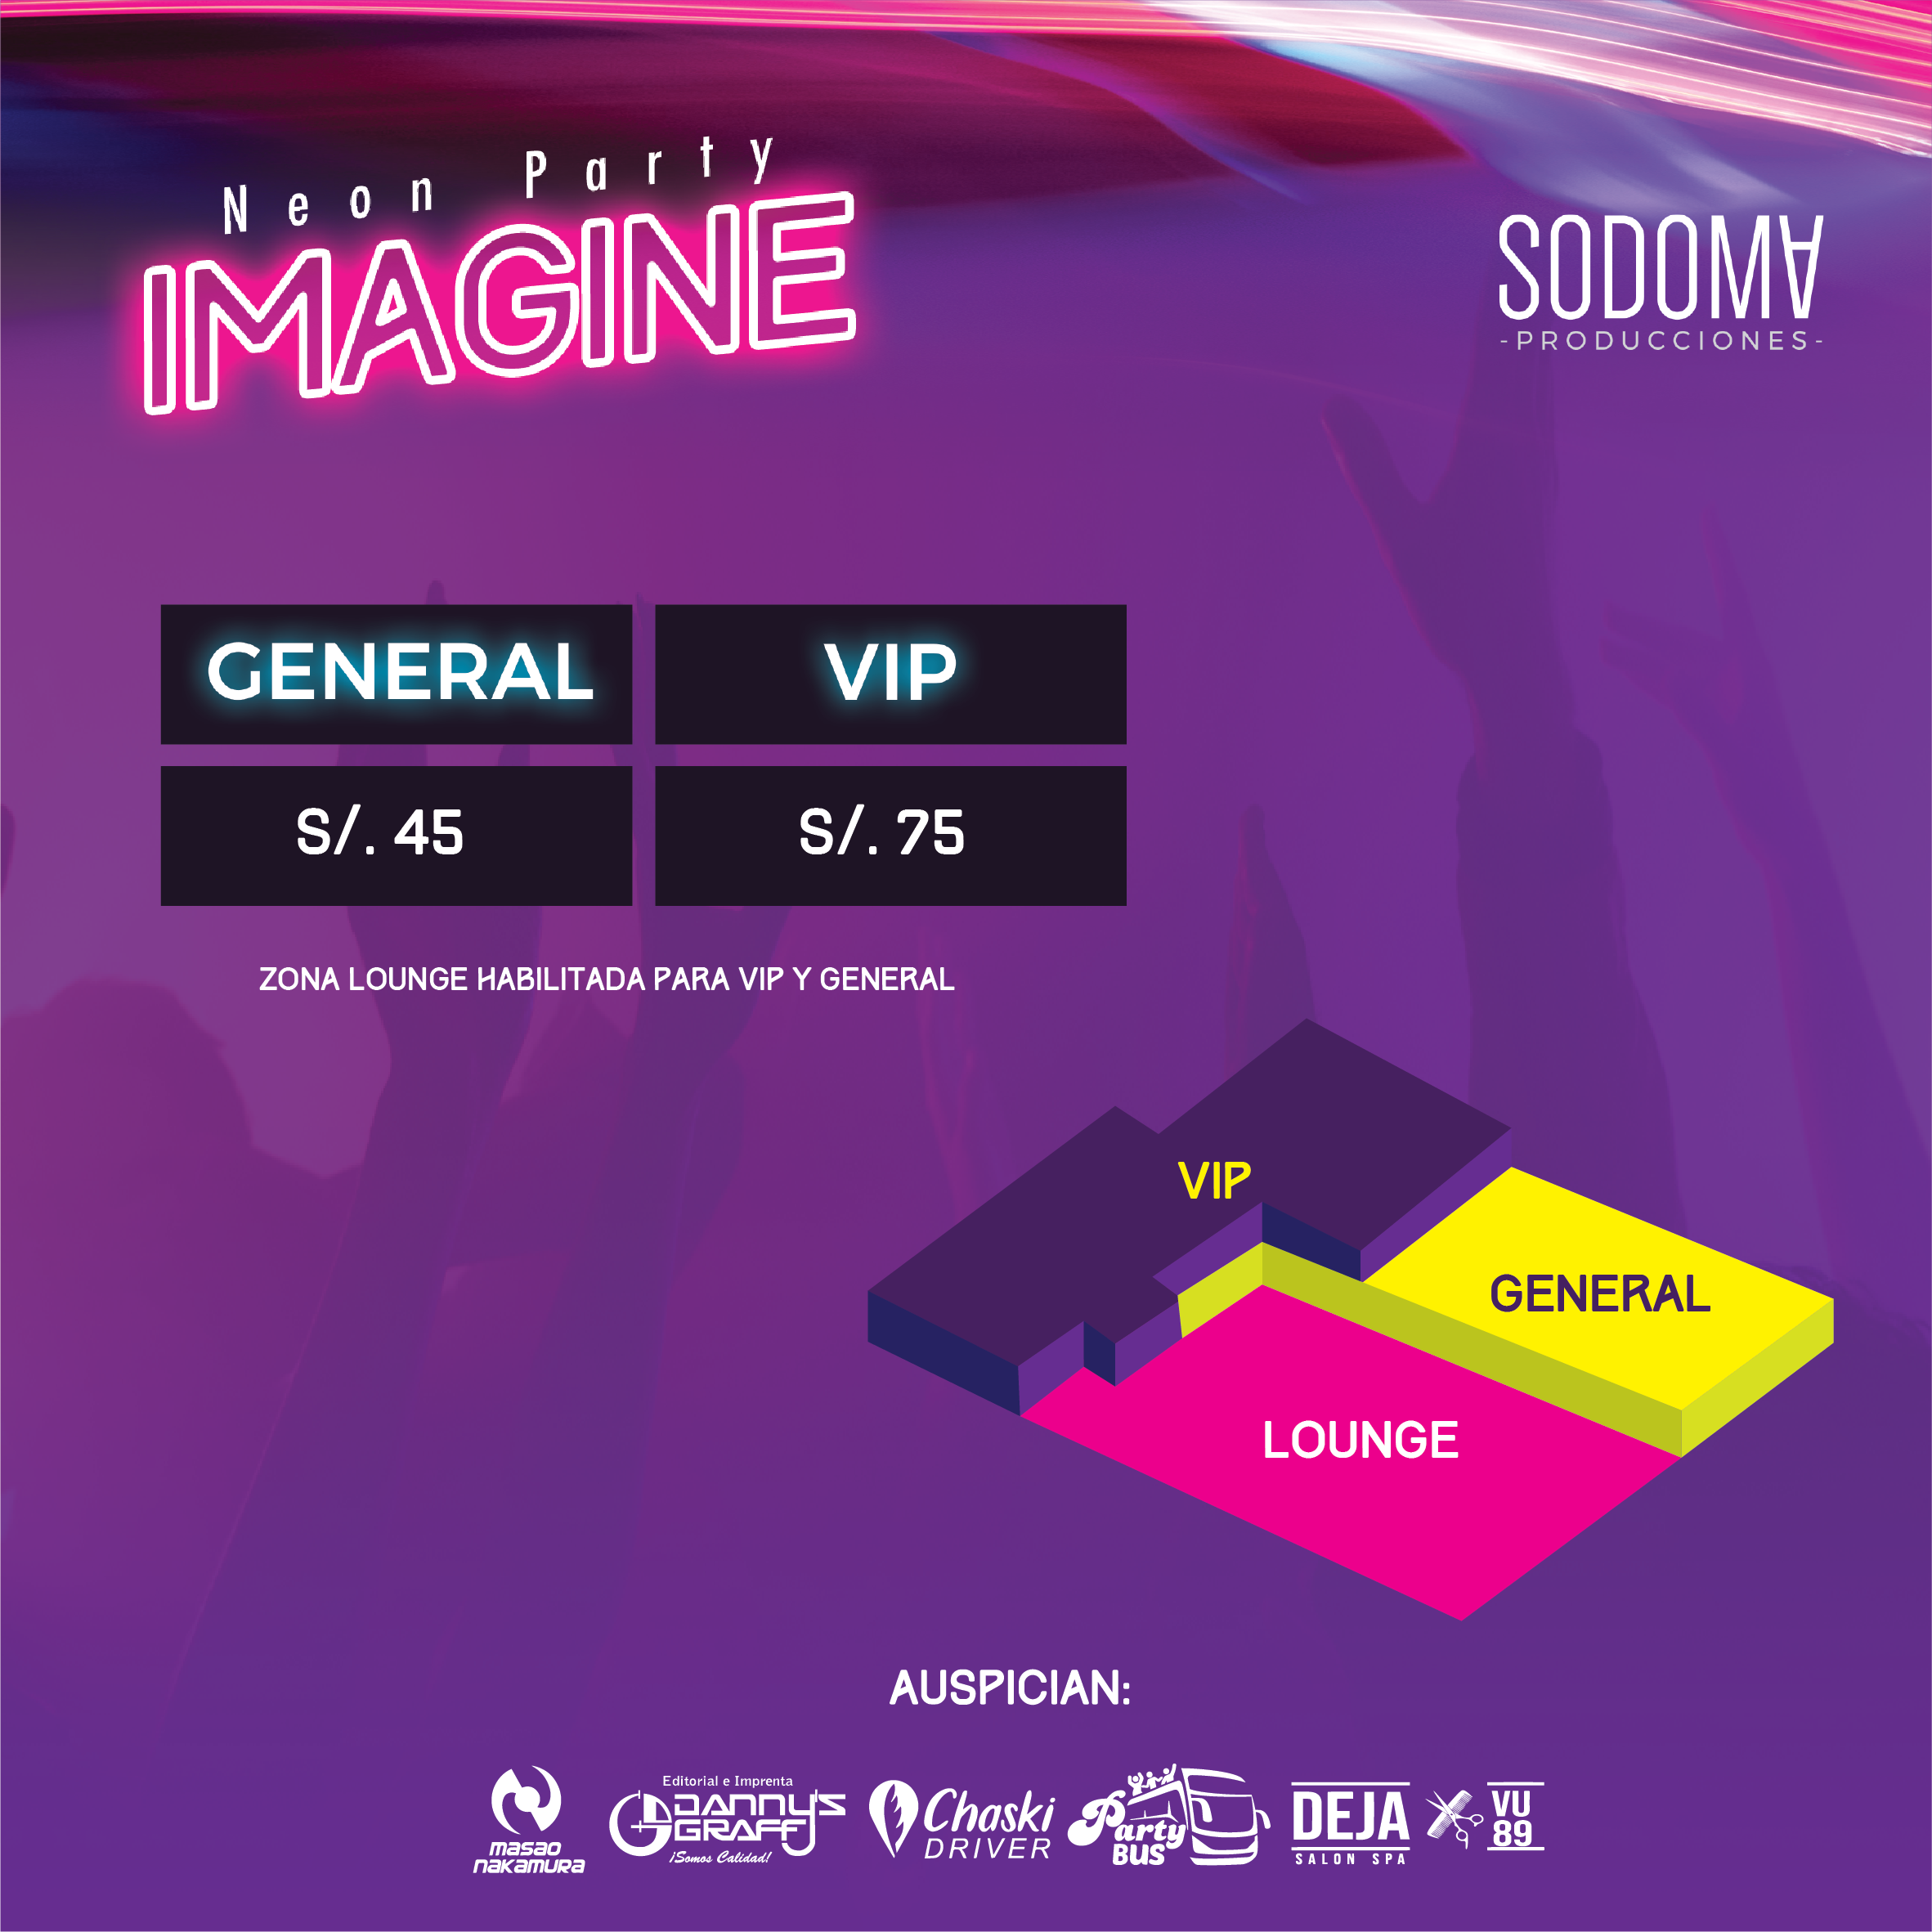 Neon Party
IMAGINE
SODOMA
-PRODUCCIONES-
GENERAL
VIP
S/. 45
S/. 75
ZONA LOUNGE HABILITADA PARA VIP Y GENERAL
VIP
GENERAL
LOUNGE
AUSPICIAN:
masao
nakamura
Editorial e Imprenta
DANNY'S
GRAFF
¡Somos Calidad!
Chaski
DRIVER
Party
BUS
DEJA
SALON SPA
VU
89